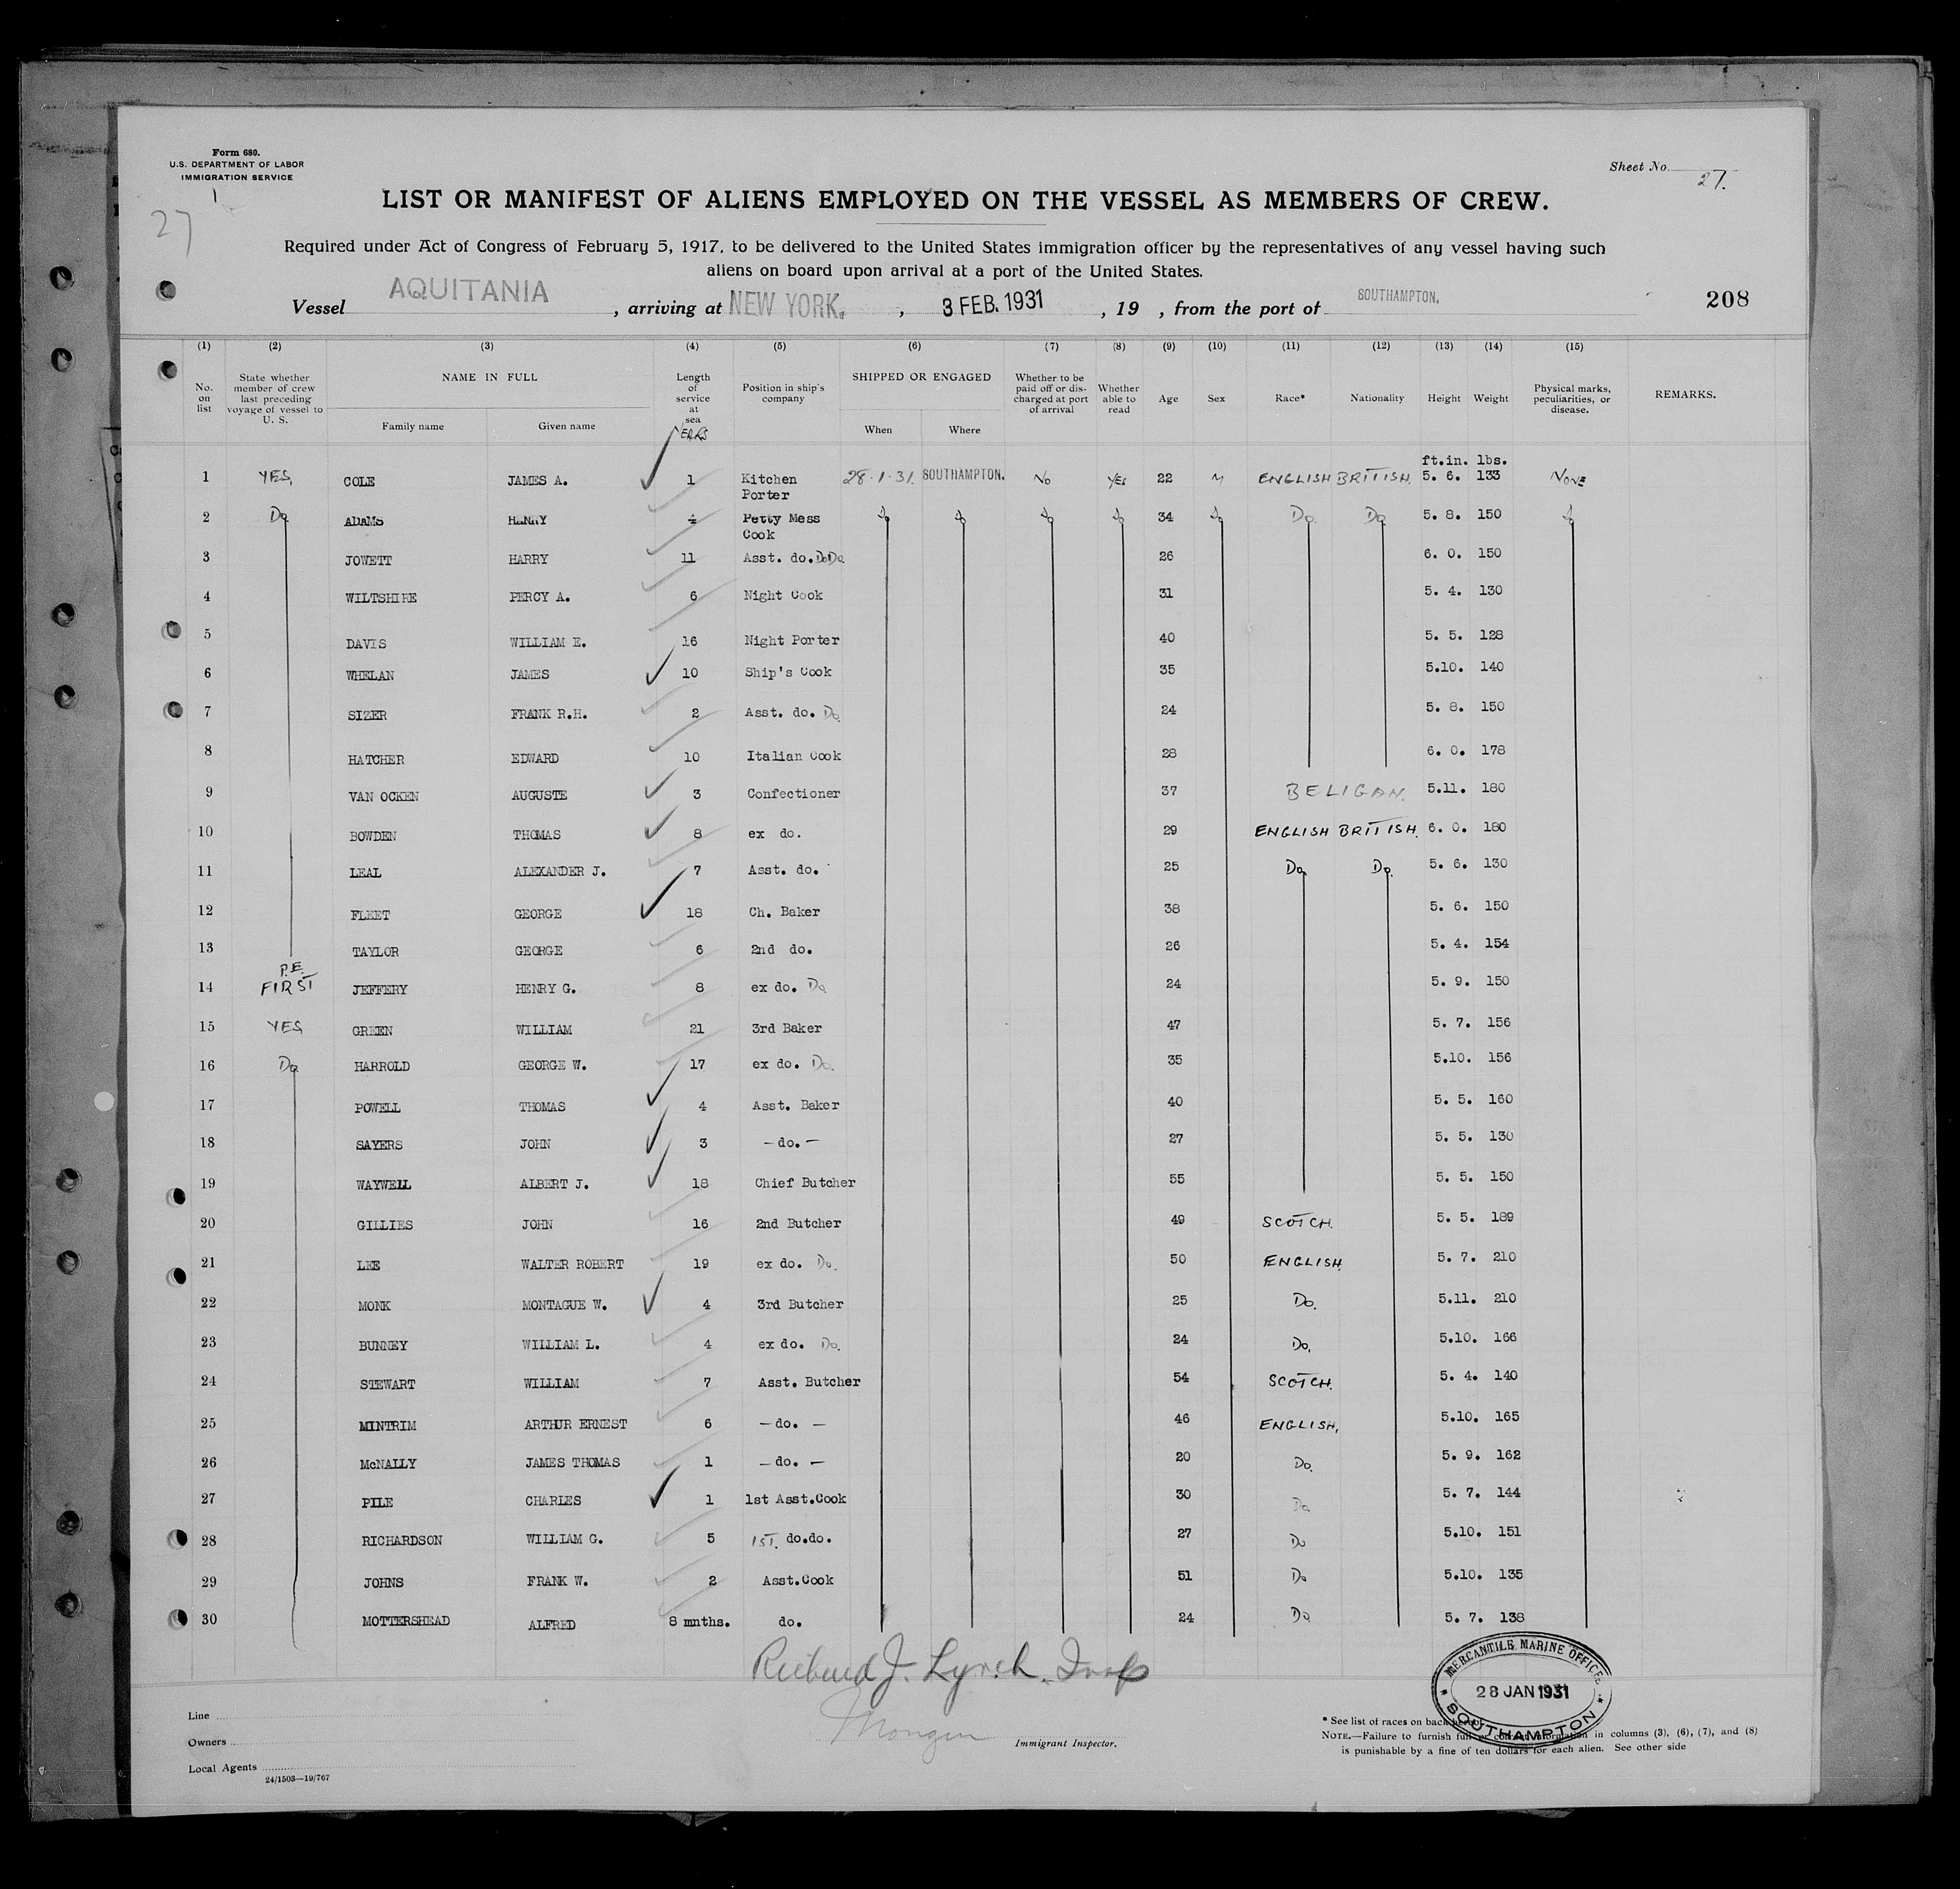 Form 680.
U.S. DEPARTMENT OF LABOR
IMMIGRATION SERVICE
Sheet No. 27.
27
LIST OR MANIFEST OF ALIENS EMPLOYED ON THE VESSEL AS MEMBERS OF CREW.
Required under Act of Congress of February 5, 1917, to be delivered to the United States immigration officer by the representatives of any vessel having such
aliens on board upon arrival at a port of the United States.
Vessel AQUITANIA , arriving at NEW YORK. , 3 FEB. 1931 , 19 , from the port of SOUTHAMPTON. 208
(1) (2) (3) (4) (5) (6) (7) (8) (9) (10) (11) (12) (13) (14) (15)
No. on list State whether member of crew last preceding voyage of vessel to U. S. NAME IN FULL Family name Given name Length of service at sea YEARS Position in ship's company SHIPPED OR ENGAGED When Where Whether to be paid off or discharged at port of arrival Whether able to read Age Sex Race* Nationality Height Weight Physical marks, peculiarities, or disease. REMARKS.
ft.in. lbs.
1 YES, COLE JAMES A. 1 Kitchen Porter 28·1·31. SOUTHAMPTON. No YES 22 M ENGLISH BRITISH. 5. 6. 133 NONE
2 Do ADAMS HENRY 4 Petty Mess Cook do do do do 34 do Do. Do 5. 8. 150 do
3 JOWETT HARRY 11 Asst. do. Do Do. 26 6. 0. 150
4 WILTSHIRE PERCY A. 6 Night Cook 31 5. 4. 130
5 DAVIS WILLIAM E. 16 Night Porter 40 5. 5. 128
6 WHELAN JAMES 10 Ship's Cook 35 5.10. 140
7 SIZER FRANK R.H. 2 Asst. do. Do. 24 5. 8. 150
8 HATCHER EDWARD 10 Italian Cook 28 6. 0. 178
9 VAN OCKEN AUGUSTE 3 Confectioner 37 BELIGAN. 5.11. 180
10 BOWDEN THOMAS 8 ex do. 29 ENGLISH BRITISH. 6. 0. 180
11 LEAL ALEXANDER J. 7 Asst. do. 25 Do. Do. 5. 6. 130
12 FLEET GEORGE 18 Ch. Baker 38 5. 6. 150
13 TAYLOR GEORGE 6 2nd do. 26 5. 4. 154
14 P.E. FIRST JEFFERY HENRY G. 8 ex do. Do. 24 5. 9. 150
15 YES GREEN WILLIAM 21 3rd Baker 47 5. 7. 156
16 Do. HARROLD GEORGE W. 17 ex do. Do. 35 5.10. 156
17 POWELL THOMAS 4 Asst. Baker 40 5. 5. 160
18 SAYERS JOHN 3 —do.— 27 5. 5. 130
19 WAYWELL ALBERT J. 18 Chief Butcher 55 5. 5. 150
20 GILLIES JOHN 16 2nd Butcher 49 SCOTCH. 5. 5. 189
21 LEE WALTER ROBERT 19 ex do. Do. 50 ENGLISH. 5. 7. 210
22 MONK MONTAGUE W. 4 3rd Butcher 25 Do. 5.11. 210
23 BUNNEY WILLIAM L. 4 ex do. Do. 24 Do. 5.10. 166
24 STEWART WILLIAM 7 Asst. Butcher 54 SCOTCH. 5. 4. 140
25 MINTRIM ARTHUR ERNEST 6 —do. — 46 ENGLISH, 5.10. 165
26 McNALLY JAMES THOMAS 1 —do. — 20 Do. 5. 9. 162
27 PILE CHARLES 1 1st Asst.Cook 30 Do. 5. 7. 144
28 RICHARDSON WILLIAM G. 5 1ST. do.do. 27 Do 5.10. 151
29 JOHNS FRANK W. 2 Asst.Cook 51 Do 5.10. 135
30 MOTTERSHEAD ALFRED 8 mnths. do. 24 Do. 5. 7. 138
Richard J. Lynch. Insp
Line
Owners
Local Agents
24/1503—19/767
Immigrant Inspector.
MERCANTILE MARINE OFFICE
28 JAN 1931
SOUTHAMPTON
* See list of races on back hereof.
NOTE.—Failure to furnish full or correct information in columns (3), (6), (7), and (8)
is punishable by a fine of ten dollars for each alien. See other side